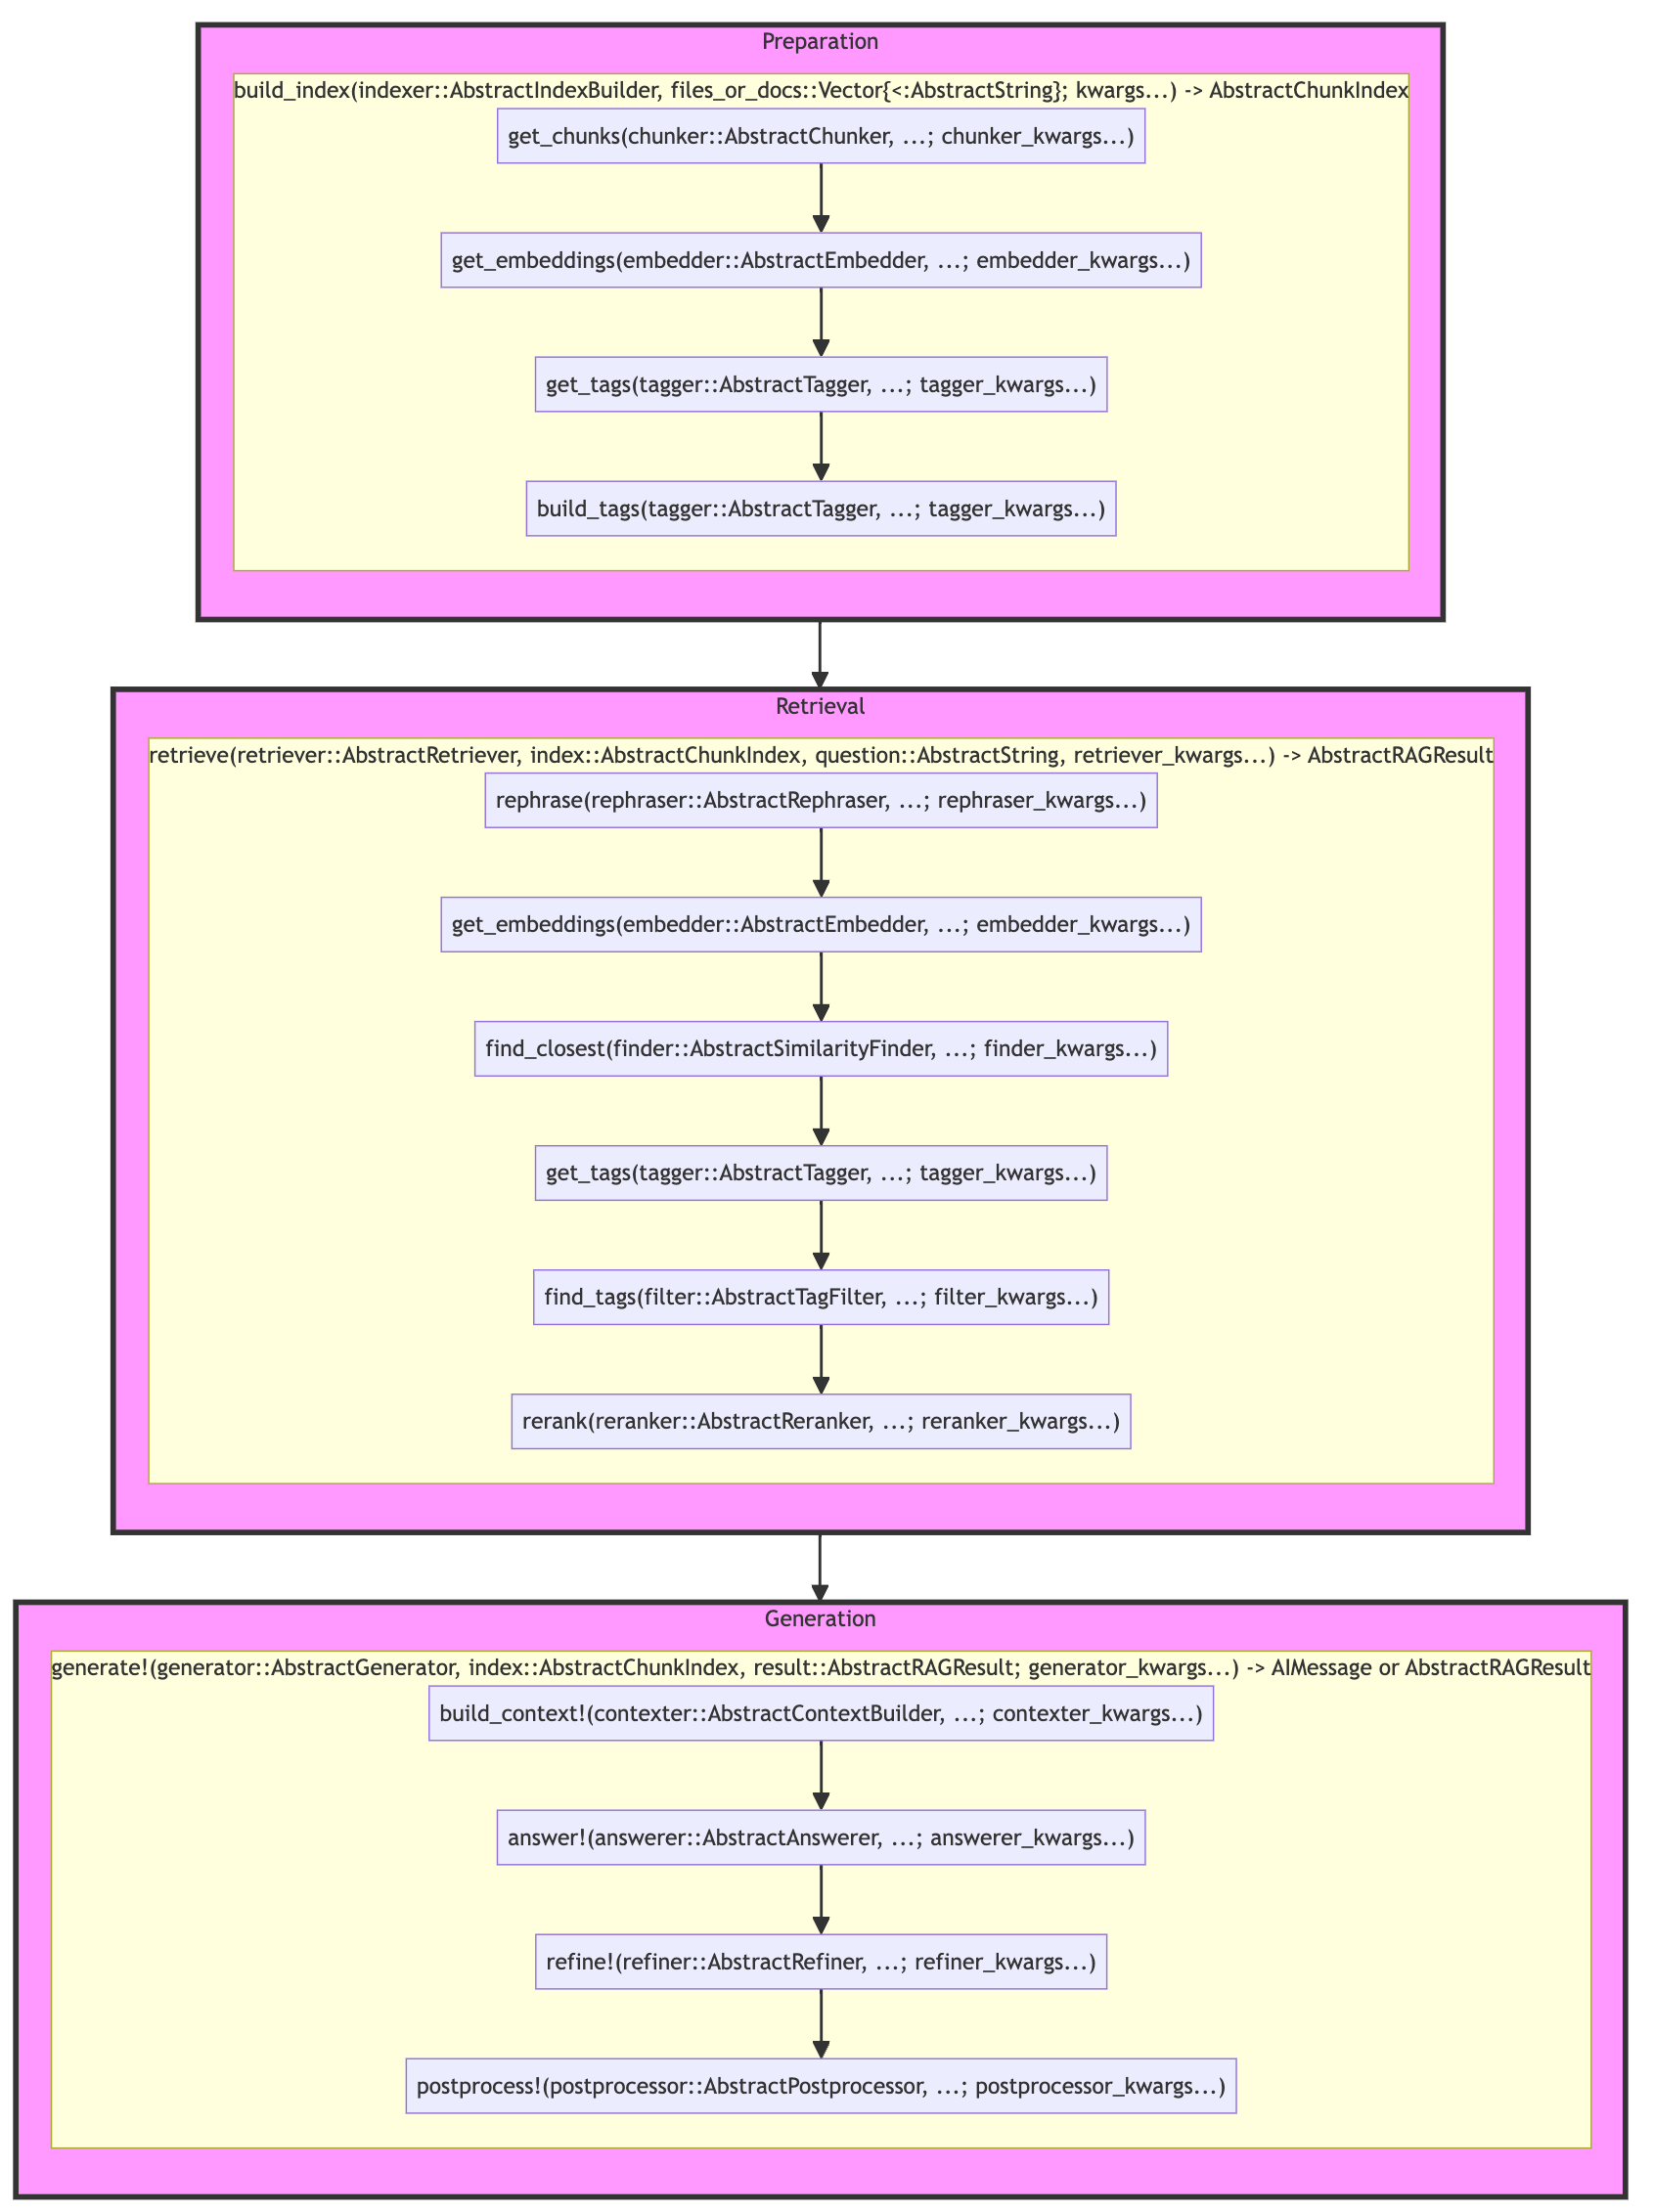 Preparation
build_index(indexer::AbstractIndexBuilder, files_or_docs::Vector{<:AbstractString}; kwargs...) -> AbstractChunkIndex
get_chunks(chunker::AbstractChunker, ...; chunker_kwargs...)
get_embeddings(embedder::AbstractEmbedder, ...; embedder_kwargs...)
get_tags(tagger::AbstractTagger, ...; tagger_kwargs...)
build_tags(tagger::AbstractTagger, ...; tagger_kwargs...)
Retrieval
retrieve(retriever::AbstractRetriever, index::AbstractChunkIndex, question::AbstractString, retriever_kwargs...) -> AbstractRAGResult
rephrase(rephraser::AbstractRephraser, ...; rephraser_kwargs...)
get_embeddings(embedder::AbstractEmbedder, ...; embedder_kwargs...)
find_closest(finder::AbstractSimilarityFinder, ...; finder_kwargs...)
get_tags(tagger::AbstractTagger, ...; tagger_kwargs...)
find_tags(filter::AbstractTagFilter, ...; filter_kwargs...)
rerank(reranker::AbstractReranker, ...; reranker_kwargs...)
Generation
generate!(generator::AbstractGenerator, index::AbstractChunkIndex, result::AbstractRAGResult; generator_kwargs...) -> AIMessage or AbstractRAGResult
build_context!(contexter::AbstractContextBuilder, ...; contexter_kwargs...)
answer!(answerer::AbstractAnswerer, ...; answerer_kwargs...)
refine!(refiner::AbstractRefiner, ...; refiner_kwargs...)
postprocess!(postprocessor::AbstractPostprocessor, ...; postprocessor_kwargs...)